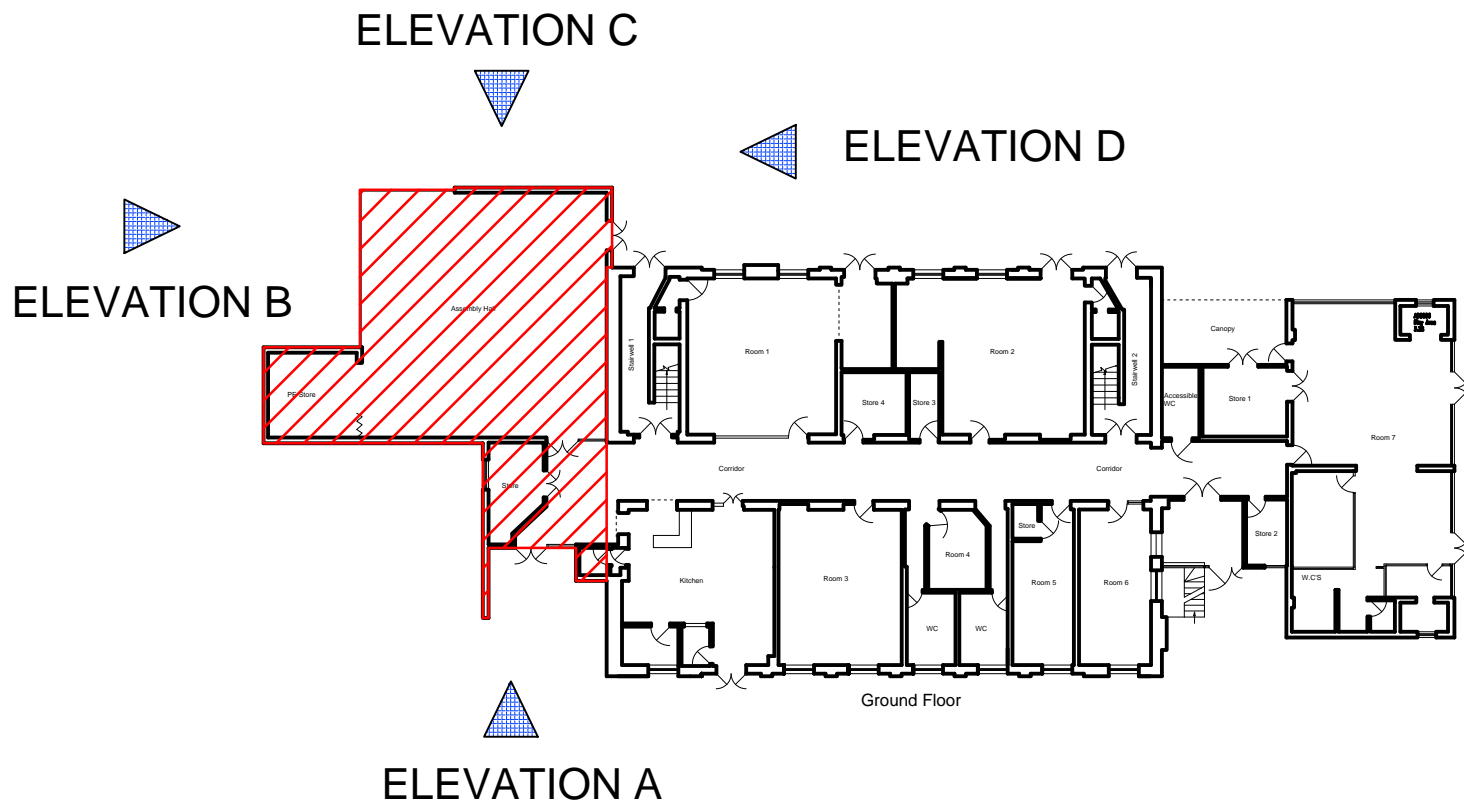 ELEVATION C
ELEVATION D
ELEVATION B
Assembly Hall
Canopy
Stairwell 1
Room 1
Room 2
Stairwell 2
PE Store
Store 4
Store 3
Accessible
WC
Store 1
Room 7
Corridor
Corridor
Store
Store
Store 2
Room 4
Kitchen
Room 3
Room 5
Room 6
W.C'S
WC
WC
Ground Floor
ELEVATION A